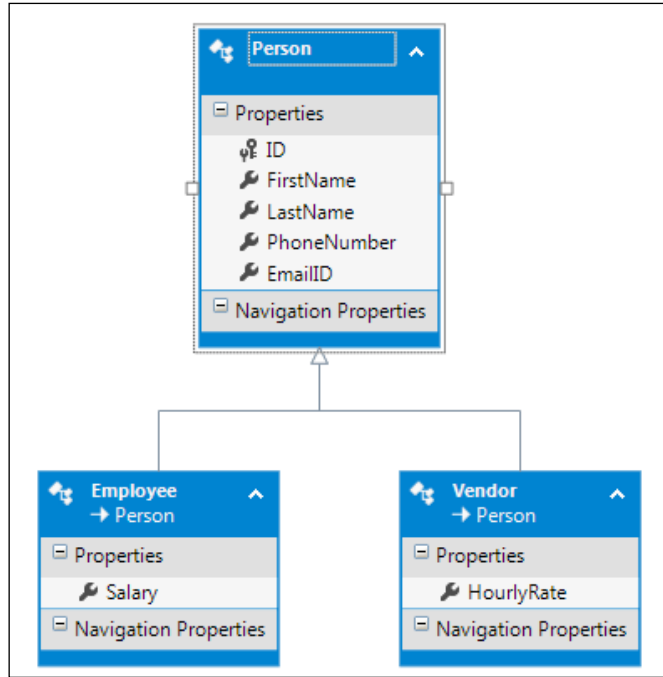 Person
Properties
ID
FirstName
LastName
PhoneNumber
EmailID
Navigation Properties
Employee
Person
Properties
Salary
Navigation Properties
Vendor
Person
Properties
HourlyRate
Navigation Properties